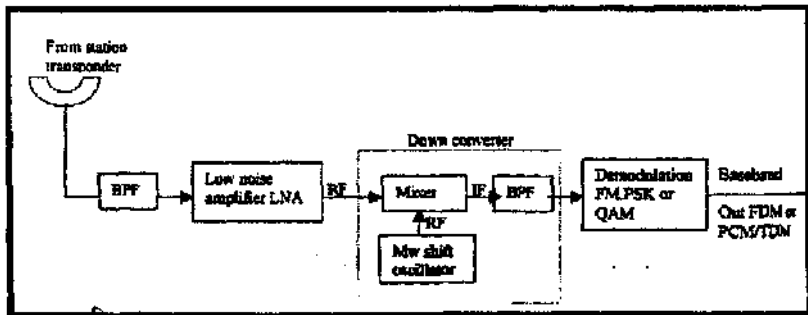 From station
transponder
Down converter
BPF
Low noise
amplifier LNA
RF
Mixer
IF
BPF
Demodulation
FM.PSK or
QAM
Baseband
Out FDM or
PCM/TDN
RF
Mw shift
oscillator